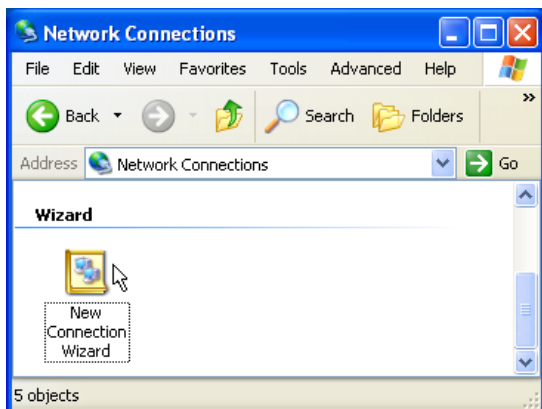 Network Connections
File Edit View Favorites Tools Advanced Help
Back Search Folders »
Address Network Connections Go
Wizard
New
Connection
Wizard
5 objects